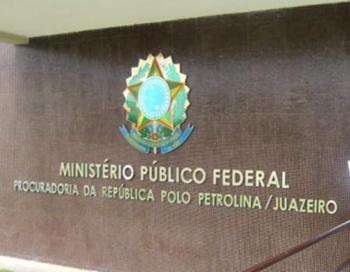 MINISTÉRIO PÚBLICO FEDERAL
PROCURADORIA DA REPÚBLICA POLO PETROLINA/JUAZEIRO